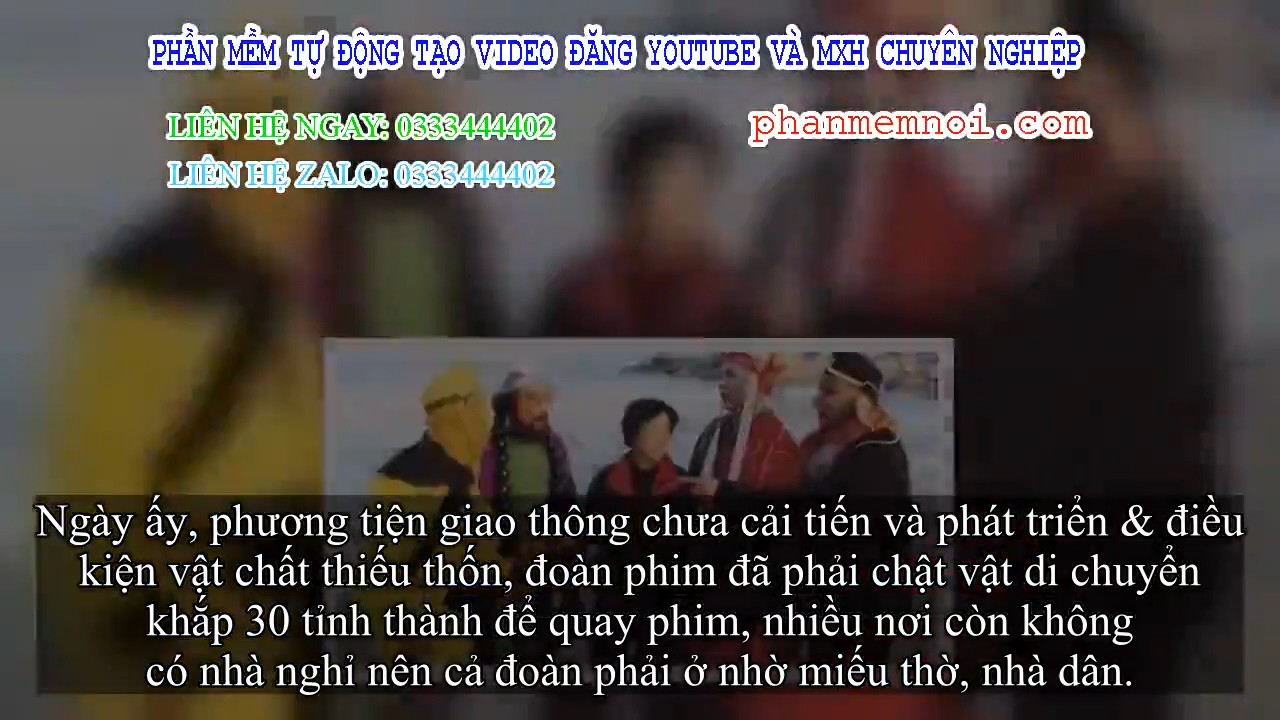 PHẦN MỀM TỰ ĐỘNG TẠO VIDEO ĐĂNG YOUTUBE VÀ MXH CHUYÊN NGHIỆP
LIÊN HỆ NGAY: 0333444402
phanmemnoi.com
LIÊN HỆ ZALO: 0333444402
Ngày ấy, phương tiện giao thông chưa cải tiến và phát triển & điều
kiện vật chất thiếu thốn, đoàn phim đã phải chật vật di chuyển
khắp 30 tỉnh thành để quay phim, nhiều nơi còn không
có nhà nghỉ nên cả đoàn phải ở nhờ miếu thờ, nhà dân.